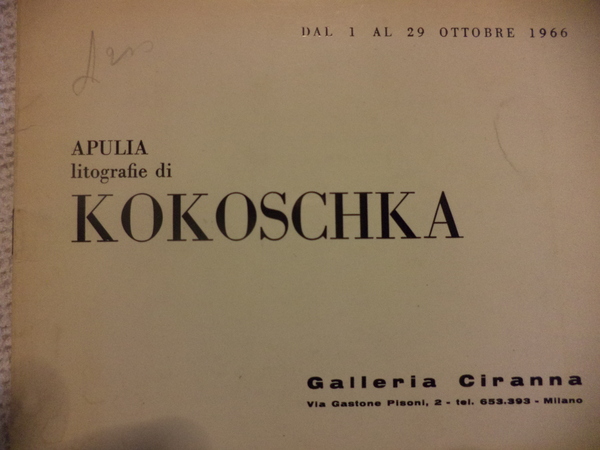 DAL 1 AL 29 OTTOBRE 1966
APULIA
litografie di
KOKOSCHKA
Galleria Ciranna
Via Gastone Pisoni, 2 - tel. 653.393 - Milano